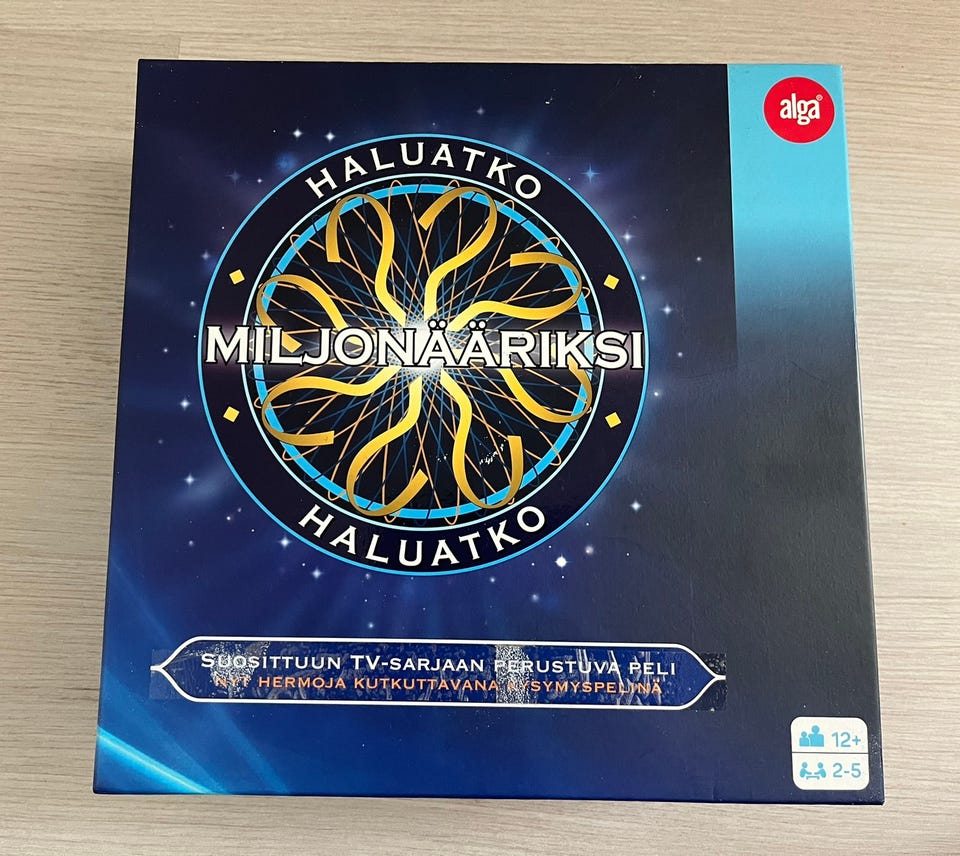 alga®
HALUATKO
MILJONÄÄRIKSI
HALUATKO
SUOSITTUUN TV-SARJAAN PERUSTUVA PELI
NYT HERMOJA KUTKUTTAVANA KYSYMYSPELINÄ
12+
2-5